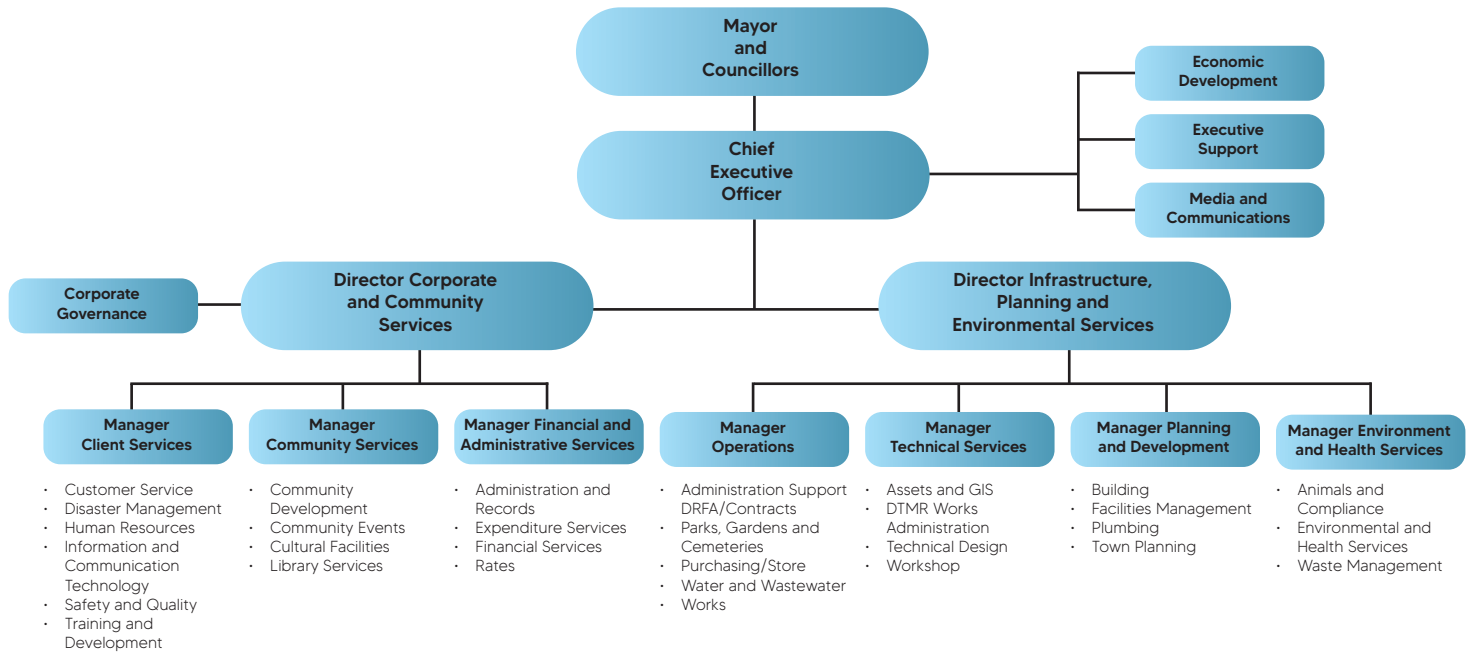 Mayor
and
Councillors
Economic
Development
Executive
Support
Chief
Executive
Officer
Media and
Communications
Corporate
Governance
Director Corporate
and Community
Services
Director Infrastructure,
Planning and
Environmental Services
Manager
Client Services
• Customer Service
• Disaster Management
• Human Resources
• Information and
Communication
Technology
• Safety and Quality
• Training and
Development
Manager
Community Services
• Community
Development
• Community Events
• Cultural Facilities
• Library Services
Manager Financial and
Administrative Services
• Administration and
Records
• Expenditure Services
• Financial Services
• Rates
Manager
Operations
• Administration Support
DRFA/Contracts
• Parks, Gardens and
Cemeteries
• Purchasing/Store
• Water and Wastewater
• Works
Manager
Technical Services
• Assets and GIS
• DTMR Works
Administration
• Technical Design
• Workshop
Manager Planning
and Development
• Building
• Facilities Management
• Plumbing
• Town Planning
Manager Environment
and Health Services
• Animals and
Compliance
• Environmental and
Health Services
• Waste Management